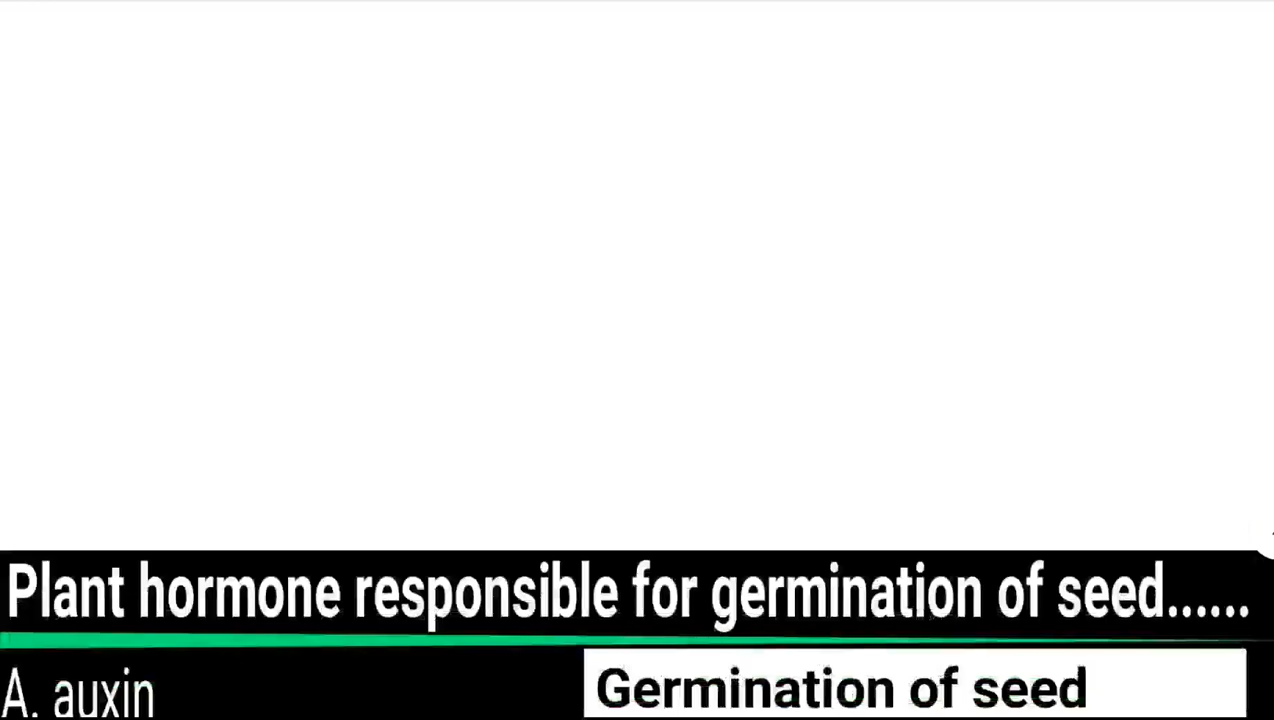 Plant hormone responsible for germination of seed......
A. auxin
Germination of seed